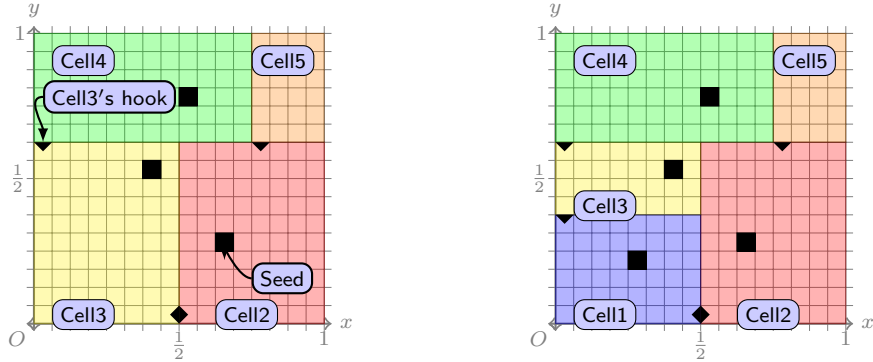 y
1
Cell4
Cell5
Cell3's hook
1/2
Seed
Cell3
Cell2
O
1/2
1
x
y
1
Cell4
Cell5
1/2
Cell3
Cell1
Cell2
O
1/2
1
x